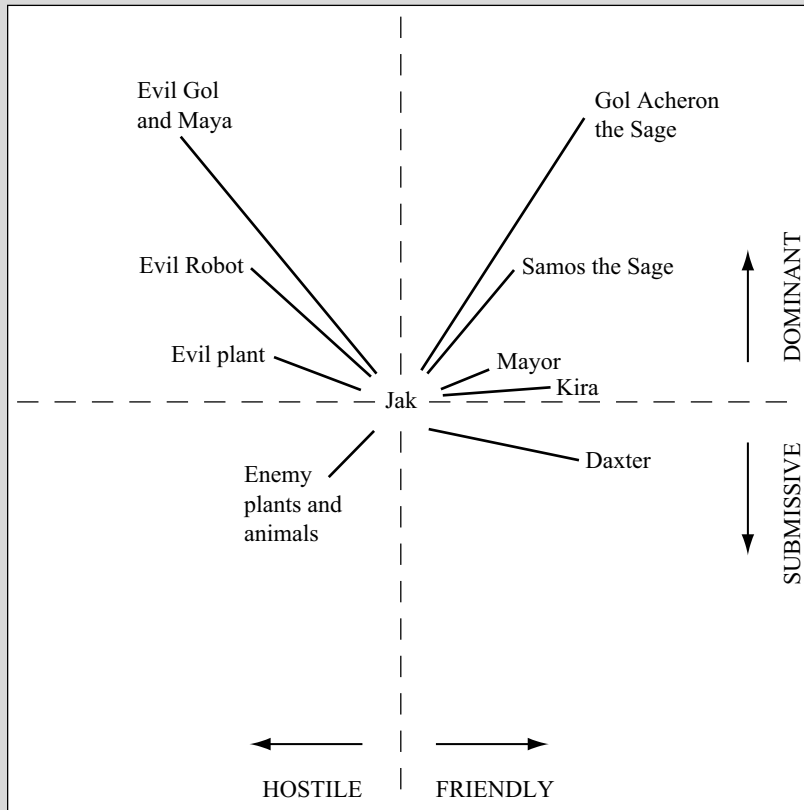 Evil Gol
and Maya
Gol Acheron
the Sage
Evil Robot
Samos the Sage
DOMINANT
Evil plant
Mayor
Kira
Jak
Enemy
plants and
animals
Daxter
SUBMISSIVE
HOSTILE
FRIENDLY